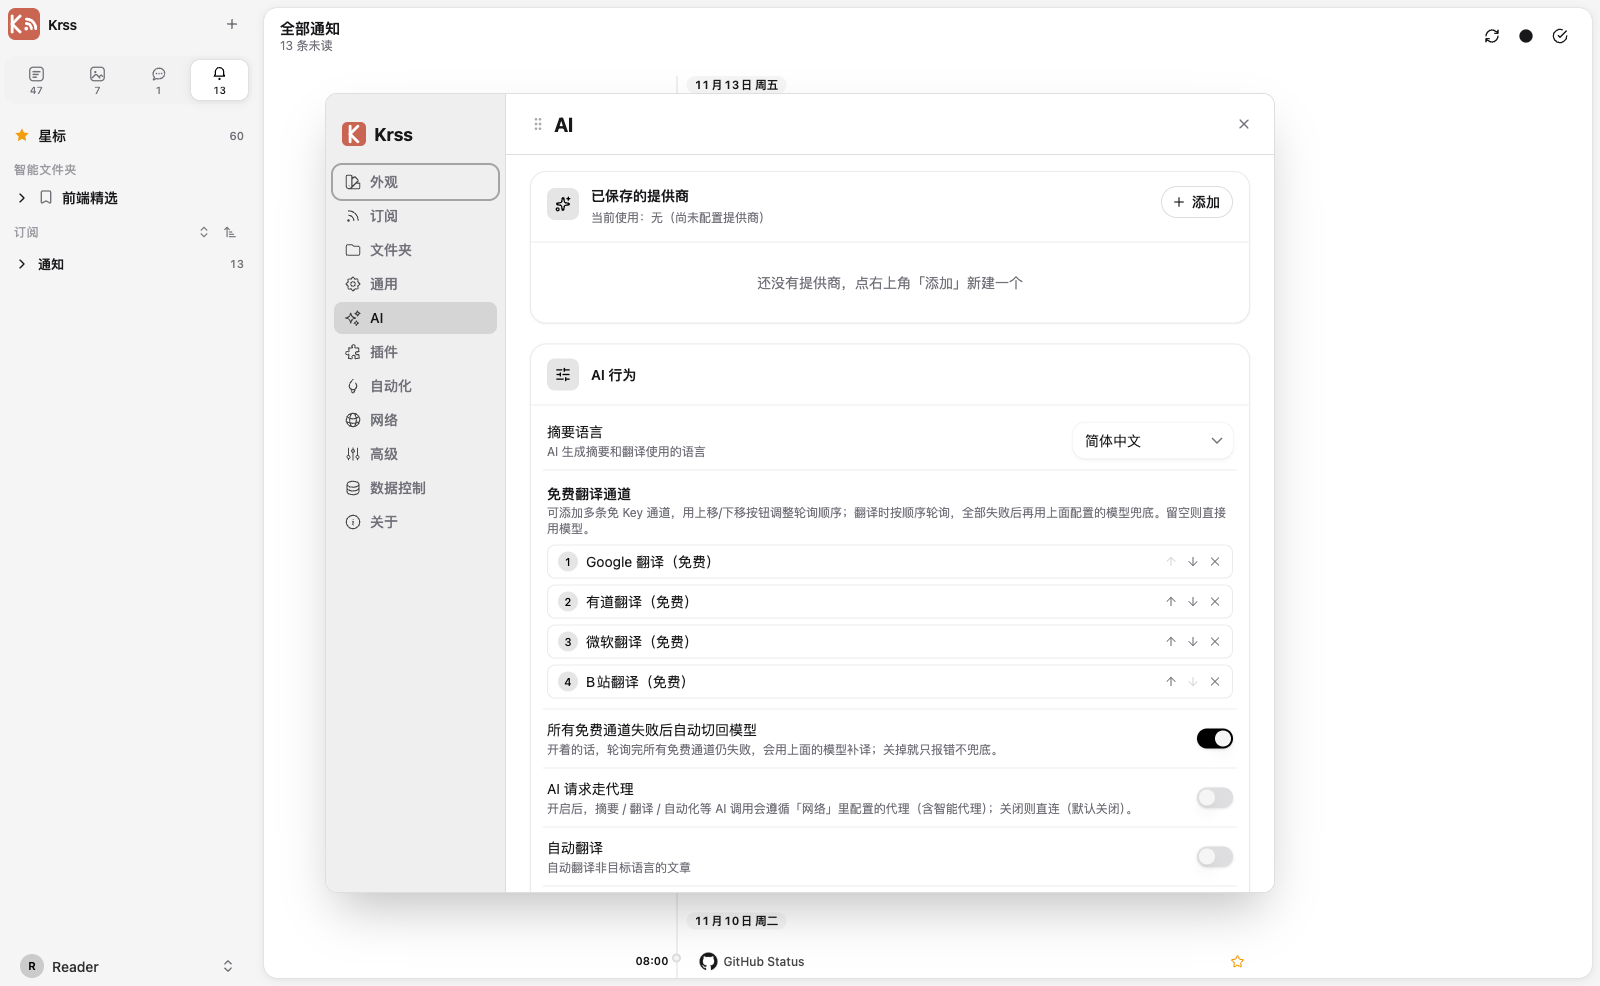 Krss
47
7
1
13
星标
60
智能文件夹
前端精选
订阅
通知
13
R
Reader
全部通知
13 条未读
11月13日 周五
Krss
外观
订阅
文件夹
通用
AI
插件
自动化
网络
高级
数据控制
关于
AI
已保存的提供商
当前使用：无（尚未配置提供商）
添加
还没有提供商，点右上角「添加」新建一个
AI 行为
摘要语言
AI 生成摘要和翻译使用的语言
简体中文
免费翻译通道
可添加多条免 Key 通道，用上移/下移按钮调整轮询顺序；翻译时按顺序轮询，全部失败后再用上面配置的模型兜底。留空则直接
用模型。
1 Google 翻译（免费）
2 有道翻译（免费）
3 微软翻译（免费）
4 B站翻译（免费）
所有免费通道失败后自动切回模型
开着的话，轮询完所有免费通道仍失败，会用上面的模型补译；关掉就只报错不兜底。
AI 请求走代理
开启后，摘要 / 翻译 / 自动化等 AI 调用会遵循「网络」里配置的代理（含智能代理）；关闭则直连（默认关闭）。
自动翻译
自动翻译非目标语言的文章
11月10日 周二
08:00
GitHub Status